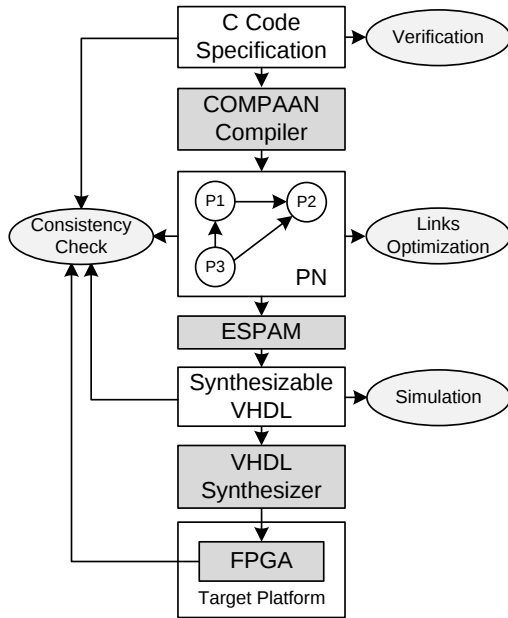 C Code
Specification
Verification
COMPAAN
Compiler
P1
P2
P3
PN
Consistency
Check
Links
Optimization
ESPAM
Synthesizable
VHDL
Simulation
VHDL
Synthesizer
FPGA
Target Platform